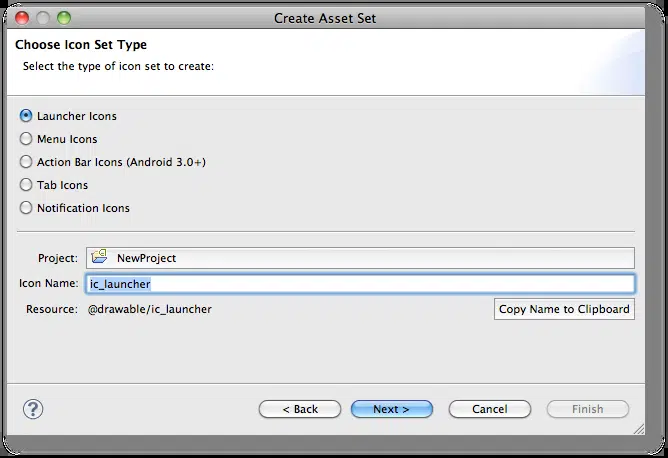 Create Asset Set
Choose Icon Set Type
Select the type of icon set to create:
Launcher Icons
Menu Icons
Action Bar Icons (Android 3.0+)
Tab Icons
Notification Icons
Project: NewProject
Icon Name: ic_launcher
Resource: @drawable/ic_launcher Copy Name to Clipboard
? < Back Next > Cancel Finish